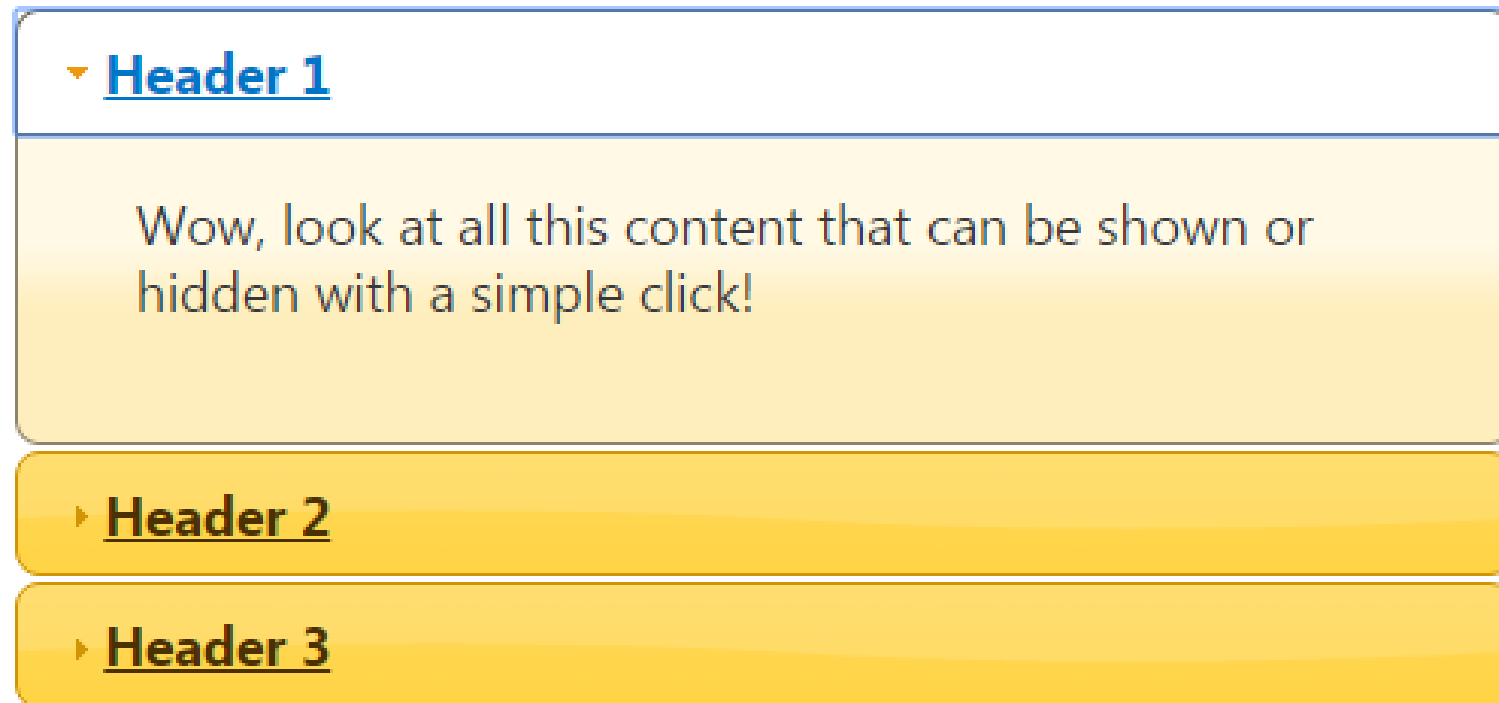 Header 1
Wow, look at all this content that can be shown or
hidden with a simple click!
Header 2
Header 3